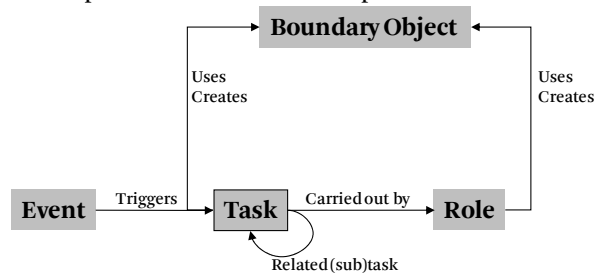 Boundary Object
Uses
Creates
Uses
Creates
Event
Triggers
Task
Carried out by
Role
Related (sub)task